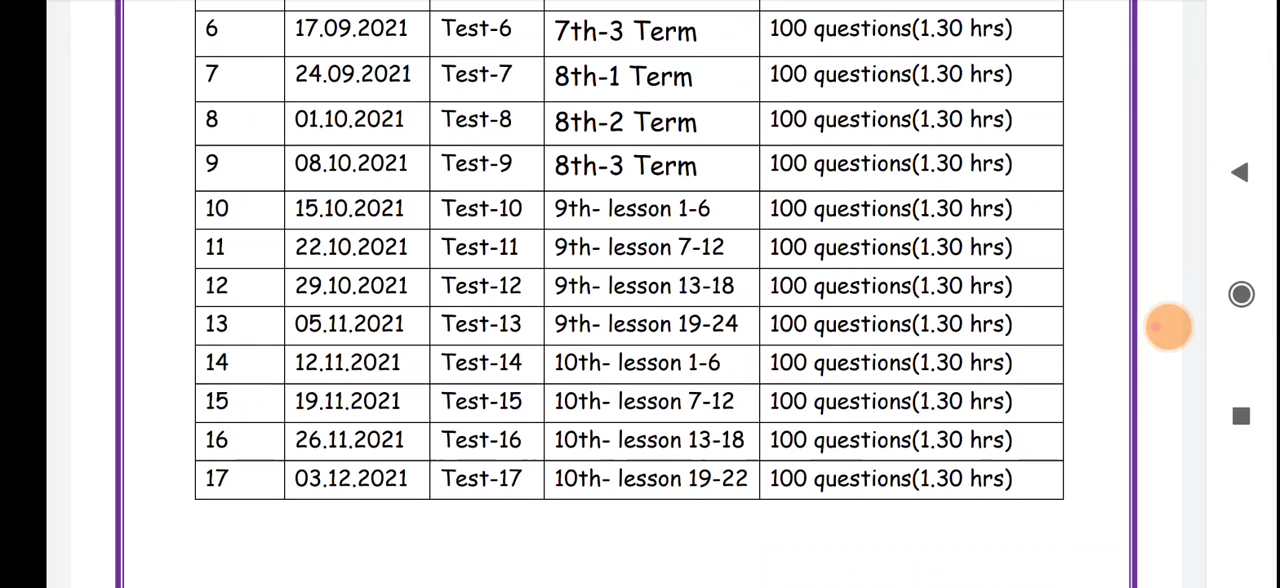 6 17.09.2021 Test-6 7th-3 Term 100 questions(1.30 hrs)
7 24.09.2021 Test-7 8th-1 Term 100 questions(1.30 hrs)
8 01.10.2021 Test-8 8th-2 Term 100 questions(1.30 hrs)
9 08.10.2021 Test-9 8th-3 Term 100 questions(1.30 hrs)
10 15.10.2021 Test-10 9th- lesson 1-6 100 questions(1.30 hrs)
11 22.10.2021 Test-11 9th- lesson 7-12 100 questions(1.30 hrs)
12 29.10.2021 Test-12 9th- lesson 13-18 100 questions(1.30 hrs)
13 05.11.2021 Test-13 9th- lesson 19-24 100 questions(1.30 hrs)
14 12.11.2021 Test-14 10th- lesson 1-6 100 questions(1.30 hrs)
15 19.11.2021 Test-15 10th- lesson 7-12 100 questions(1.30 hrs)
16 26.11.2021 Test-16 10th- lesson 13-18 100 questions(1.30 hrs)
17 03.12.2021 Test-17 10th- lesson 19-22 100 questions(1.30 hrs)